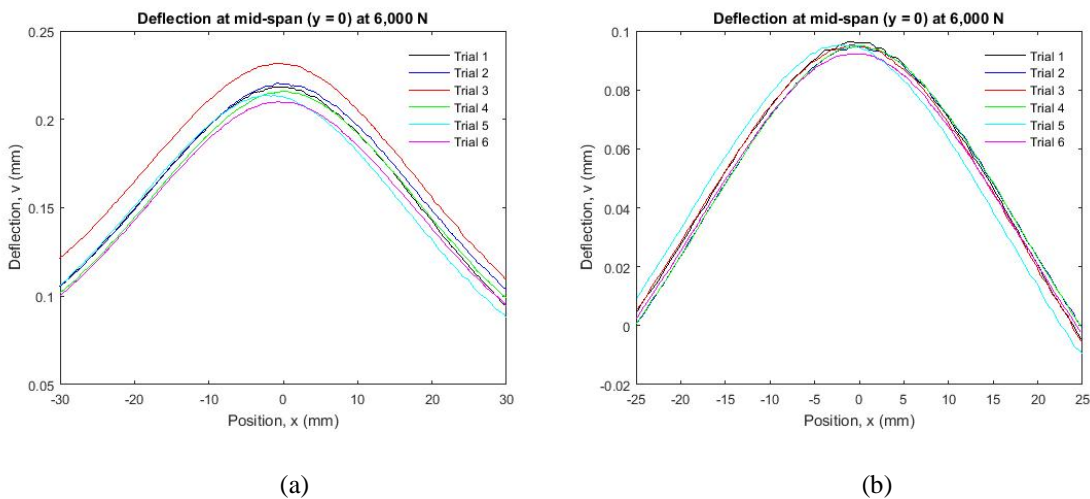 Deflection at mid-span (y = 0) at 6,000 N
0.25
0.2
0.15
0.1
0.05
Deflection, v (mm)
Trial 1
Trial 2
Trial 3
Trial 4
Trial 5
Trial 6
-30
-20
-10
0
10
20
30
Position, x (mm)
(a)
Deflection at mid-span (y = 0) at 6,000 N
0.1
0.08
0.06
0.04
0.02
0
-0.02
Deflection, v (mm)
Trial 1
Trial 2
Trial 3
Trial 4
Trial 5
Trial 6
-25
-20
-15
-10
-5
0
5
10
15
20
25
Position, x (mm)
(b)